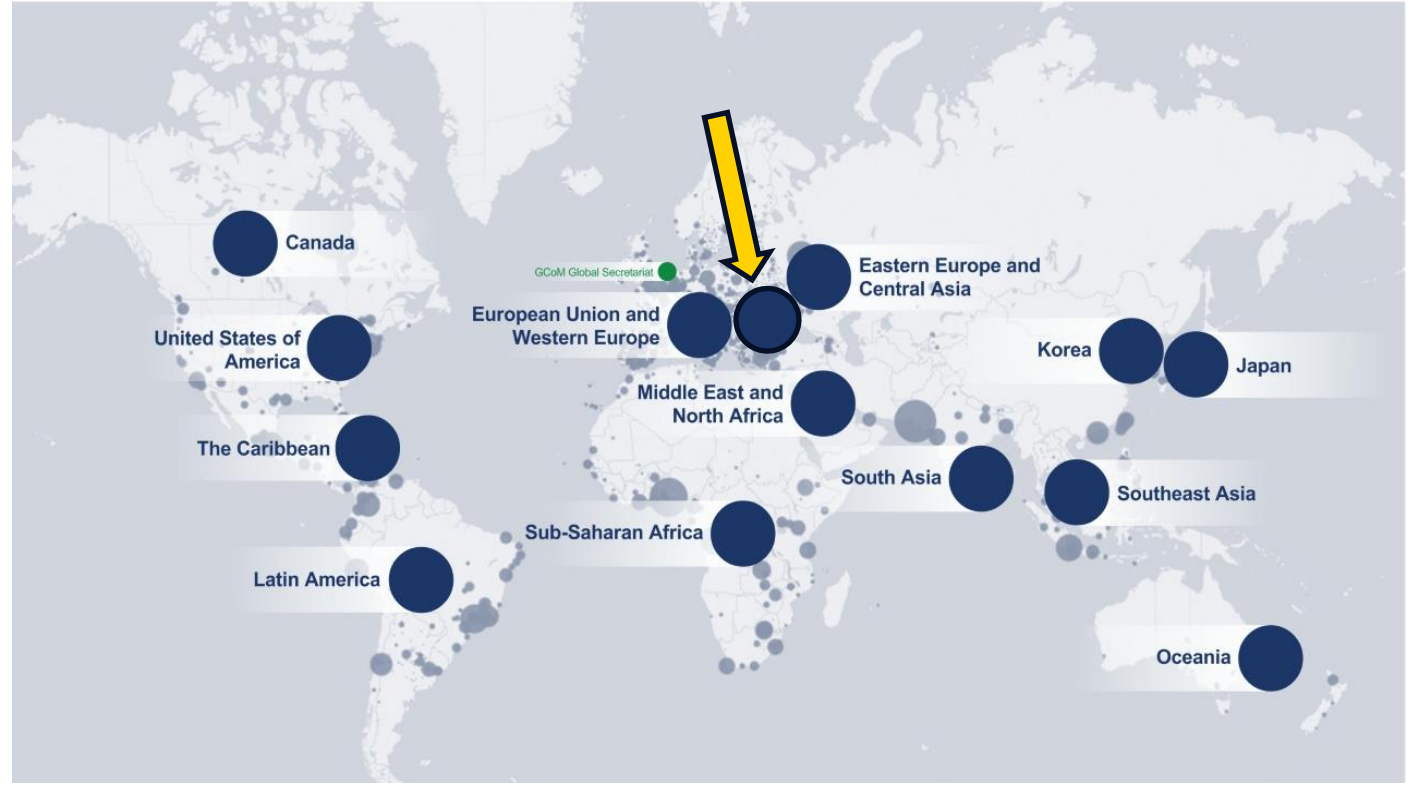 Canada
GCoM Global Secretariat
Eastern Europe and
Central Asia
European Union and
Western Europe
United States of
America
Korea
Japan
Middle East and
North Africa
The Caribbean
South Asia
Southeast Asia
Sub-Saharan Africa
Latin America
Oceania